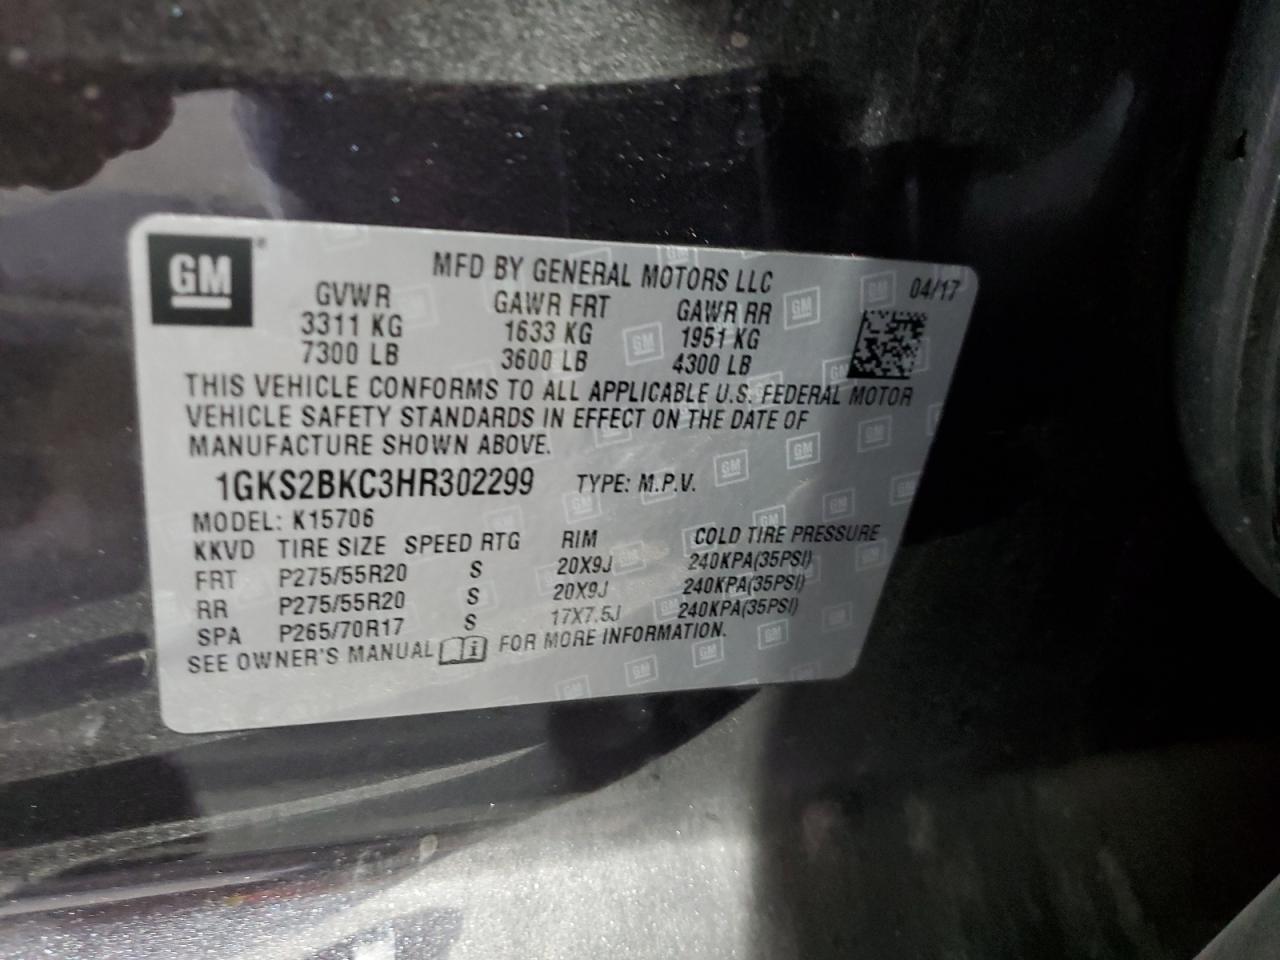 GM
MFD BY GENERAL MOTORS LLC
04/17
GVWR GAWR FRT GAWR RR
3311 KG 1633 KG 1951 KG
7300 LB 3600 LB 4300 LB
THIS VEHICLE CONFORMS TO ALL APPLICABLE U.S. FEDERAL MOTOR
VEHICLE SAFETY STANDARDS IN EFFECT ON THE DATE OF
MANUFACTURE SHOWN ABOVE.
1GKS2BKC3HR302299 TYPE: M.P.V.
MODEL: K15706
KKVD TIRE SIZE SPEED RTG RIM COLD TIRE PRESSURE
FRT P275/55R20 S 20X9J 240KPA(35PSI)
RR P275/55R20 S 20X9J 240KPA(35PSI)
SPA P265/70R17 S 17X7.5J 240KPA(35PSI)
SEE OWNER'S MANUAL i FOR MORE INFORMATION.